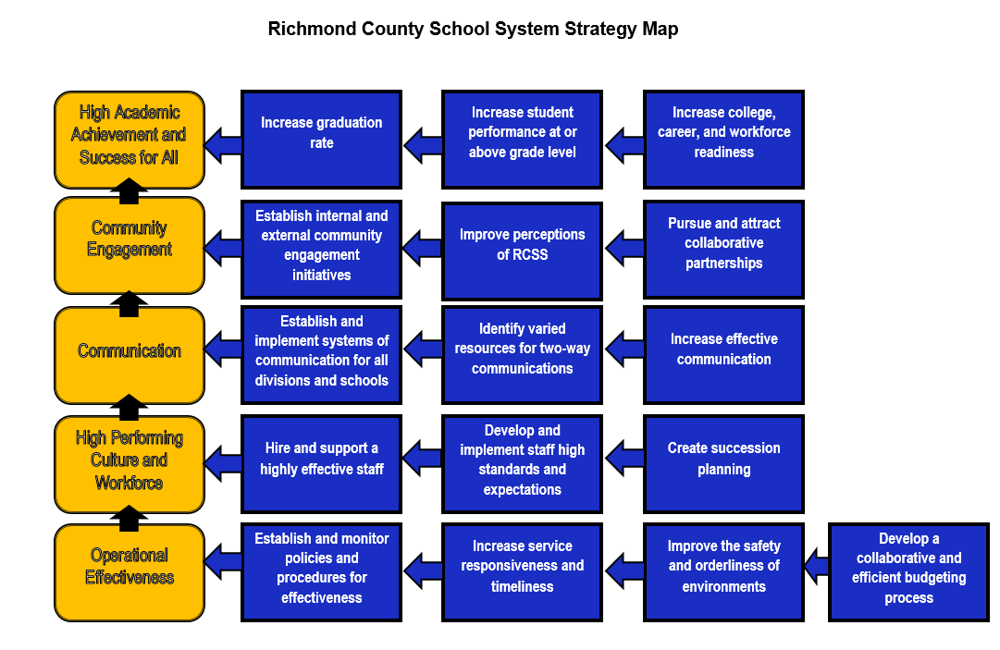 Richmond County School System Strategy Map
High Academic
Achievement and
Success for All
Increase graduation
rate
Increase student
performance at or
above grade level
Increase college,
career, and workforce
readiness
Community
Engagement
Establish internal and
external community
engagement
initiatives
Improve perceptions
of RCSS
Pursue and attract
collaborative
partnerships
Communication
Establish and
implement systems of
communication for all
divisions and schools
Identify varied
resources for two-way
communications
Increase effective
communication
High Performing
Culture and
Workforce
Hire and support a
highly effective staff
Develop and
implement staff high
standards and
expectations
Create succession
planning
Operational
Effectiveness
Establish and monitor
policies and
procedures for
effectiveness
Increase service
responsiveness and
timeliness
Improve the safety
and orderliness of
environments
Develop a
collaborative and
efficient budgeting
process